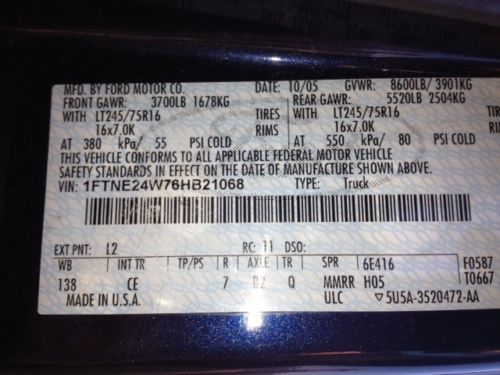 MFD. BY FORD MOTOR CO. DATE: 10/05 GVWR: 8600LB/ 3901KG
FRONT GAWR: 3700LB 1678KG REAR GAWR: 5520LB 2504KG
WITH LT245/75R16 TIRES WITH LT245/75R16 TIRES
16x7.0K RIMS 16x7.0K RIMS
AT 380 kPa/ 55 PSI COLD AT 550 kPa/ 80 PSI COLD
THIS VEHICLE CONFORMS TO ALL APPLICABLE FEDERAL MOTOR VEHICLE
SAFETY STANDARDS IN EFFECT ON THE DATE OF MANUFACTURE SHOWN ABOVE.
VIN: 1FTNE24W76HB21068 TYPE: Truck
EXT PNT: L2 RC: 11 DSO:
WB INT TR TP/PS R AXLE TR SPR 6E416 F0587
138 CE 7 B2 Q MMRR H05 T0667
MADE IN U.S.A. ULC 5U5A-3520472-AA